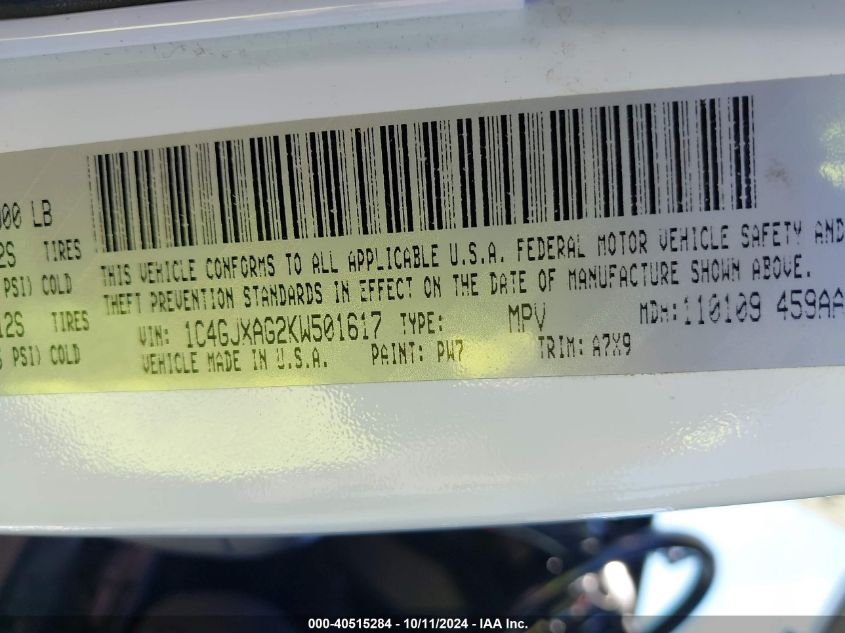 00 LB
2S TIRES
PSI) COLD
12S TIRES
PSI) COLD
THIS VEHICLE CONFORMS TO ALL APPLICABLE U.S.A. FEDERAL MOTOR VEHICLE SAFETY AND
THEFT PREVENTION STANDARDS IN EFFECT ON THE DATE OF MANUFACTURE SHOWN ABOVE.
VIN: 1C4GJXAG2KW501617 TYPE: MPV MDH:110109 459AA
VEHICLE MADE IN U.S.A. PAINT: PW7 TRIM: A7X9
000-40515284 - 10/11/2024 - IAA Inc.